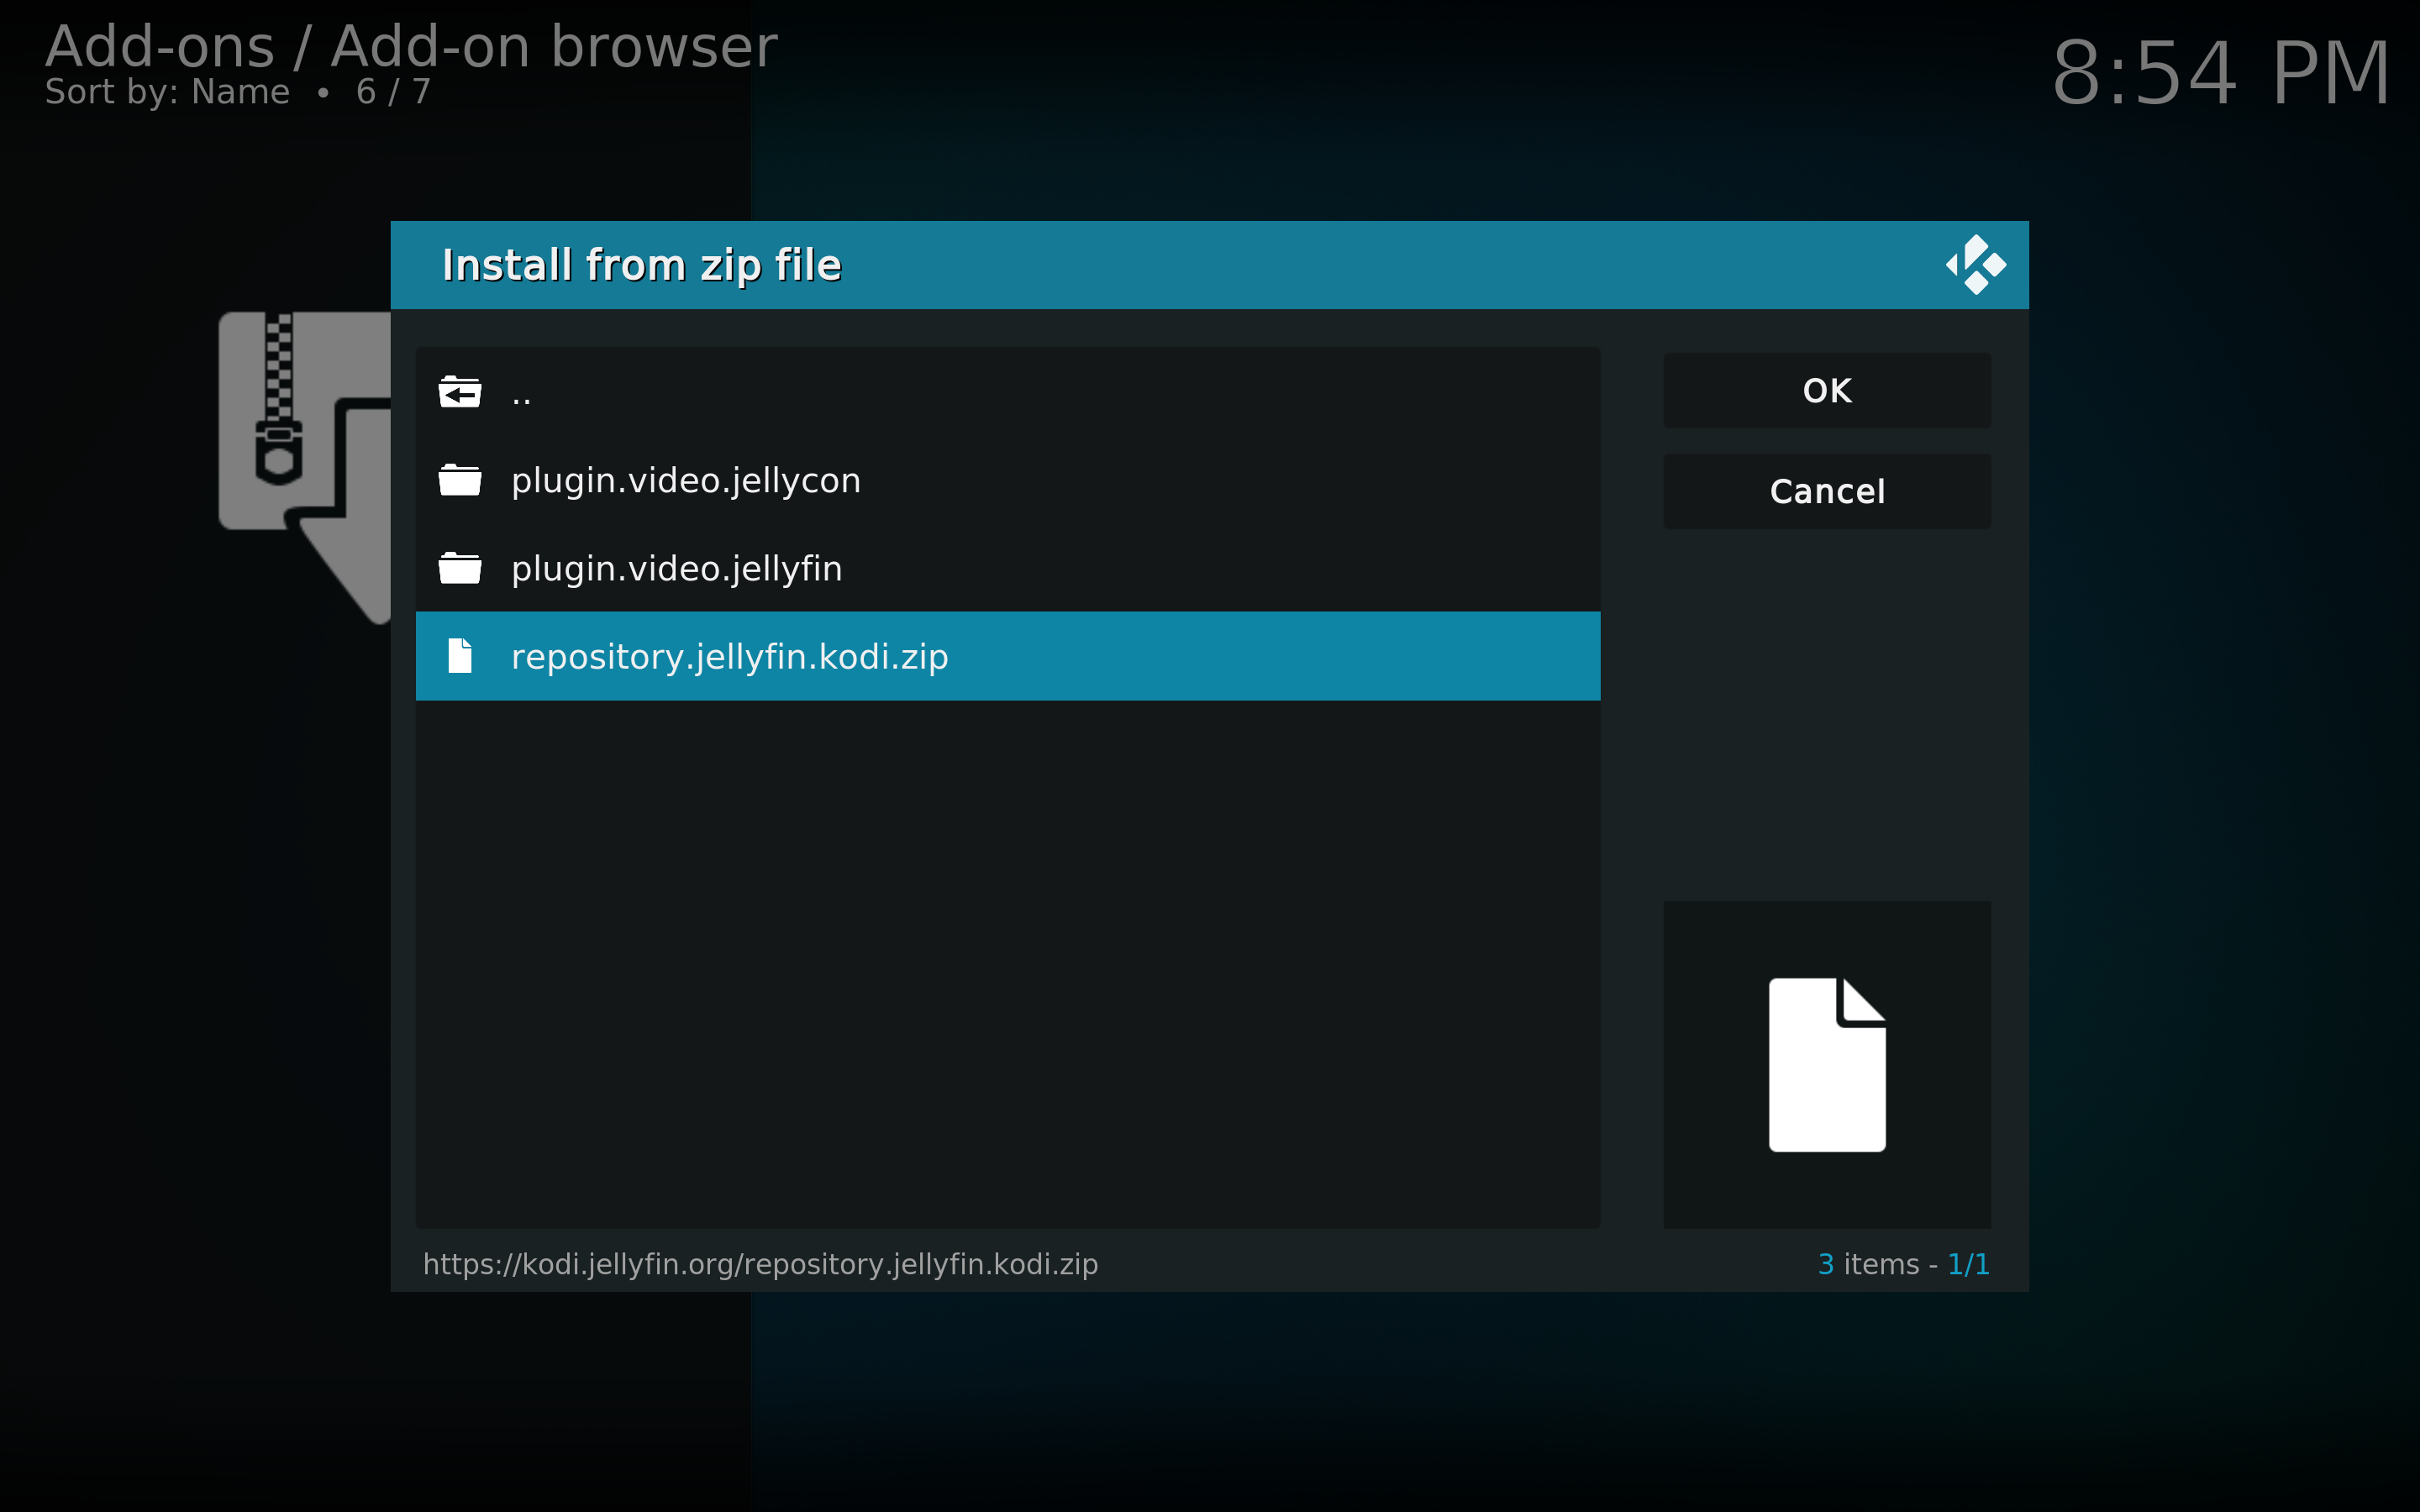 Add-ons / Add-on browser
Sort by: Name • 6 / 7
8:54 PM
Install from zip file
..
plugin.video.jellycon
plugin.video.jellyfin
repository.jellyfin.kodi.zip
OK
Cancel
https://kodi.jellyfin.org/repository.jellyfin.kodi.zip
3 items - 1/1